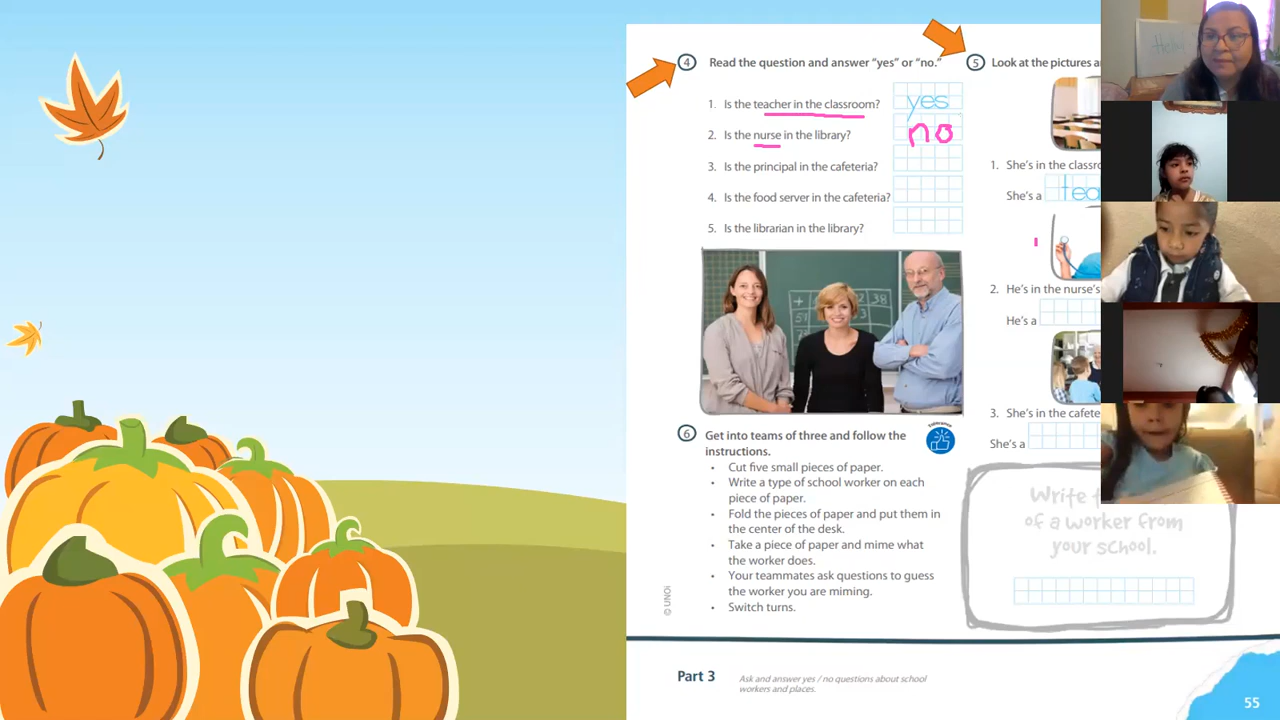 4 Read the question and answer “yes” or “no.”
1. Is the teacher in the classroom? yes
2. Is the nurse in the library? no
3. Is the principal in the cafeteria?
4. Is the food server in the cafeteria?
5. Is the librarian in the library?
6 Get into teams of three and follow the
instructions.
• Cut five small pieces of paper.
• Write a type of school worker on each
piece of paper.
• Fold the pieces of paper and put them in
the center of the desk.
• Take a piece of paper and mime what
the worker does.
• Your teammates ask questions to guess
the worker you are miming.
• Switch turns.
© UNOi
5 Look at the pictures
1. She's in the
She's a
2. He's in the nurse's
He's a
3. She's in the
She's a
Write
of a worker from
your school.
Part 3
Ask and answer yes / no questions about school
workers and places.
55